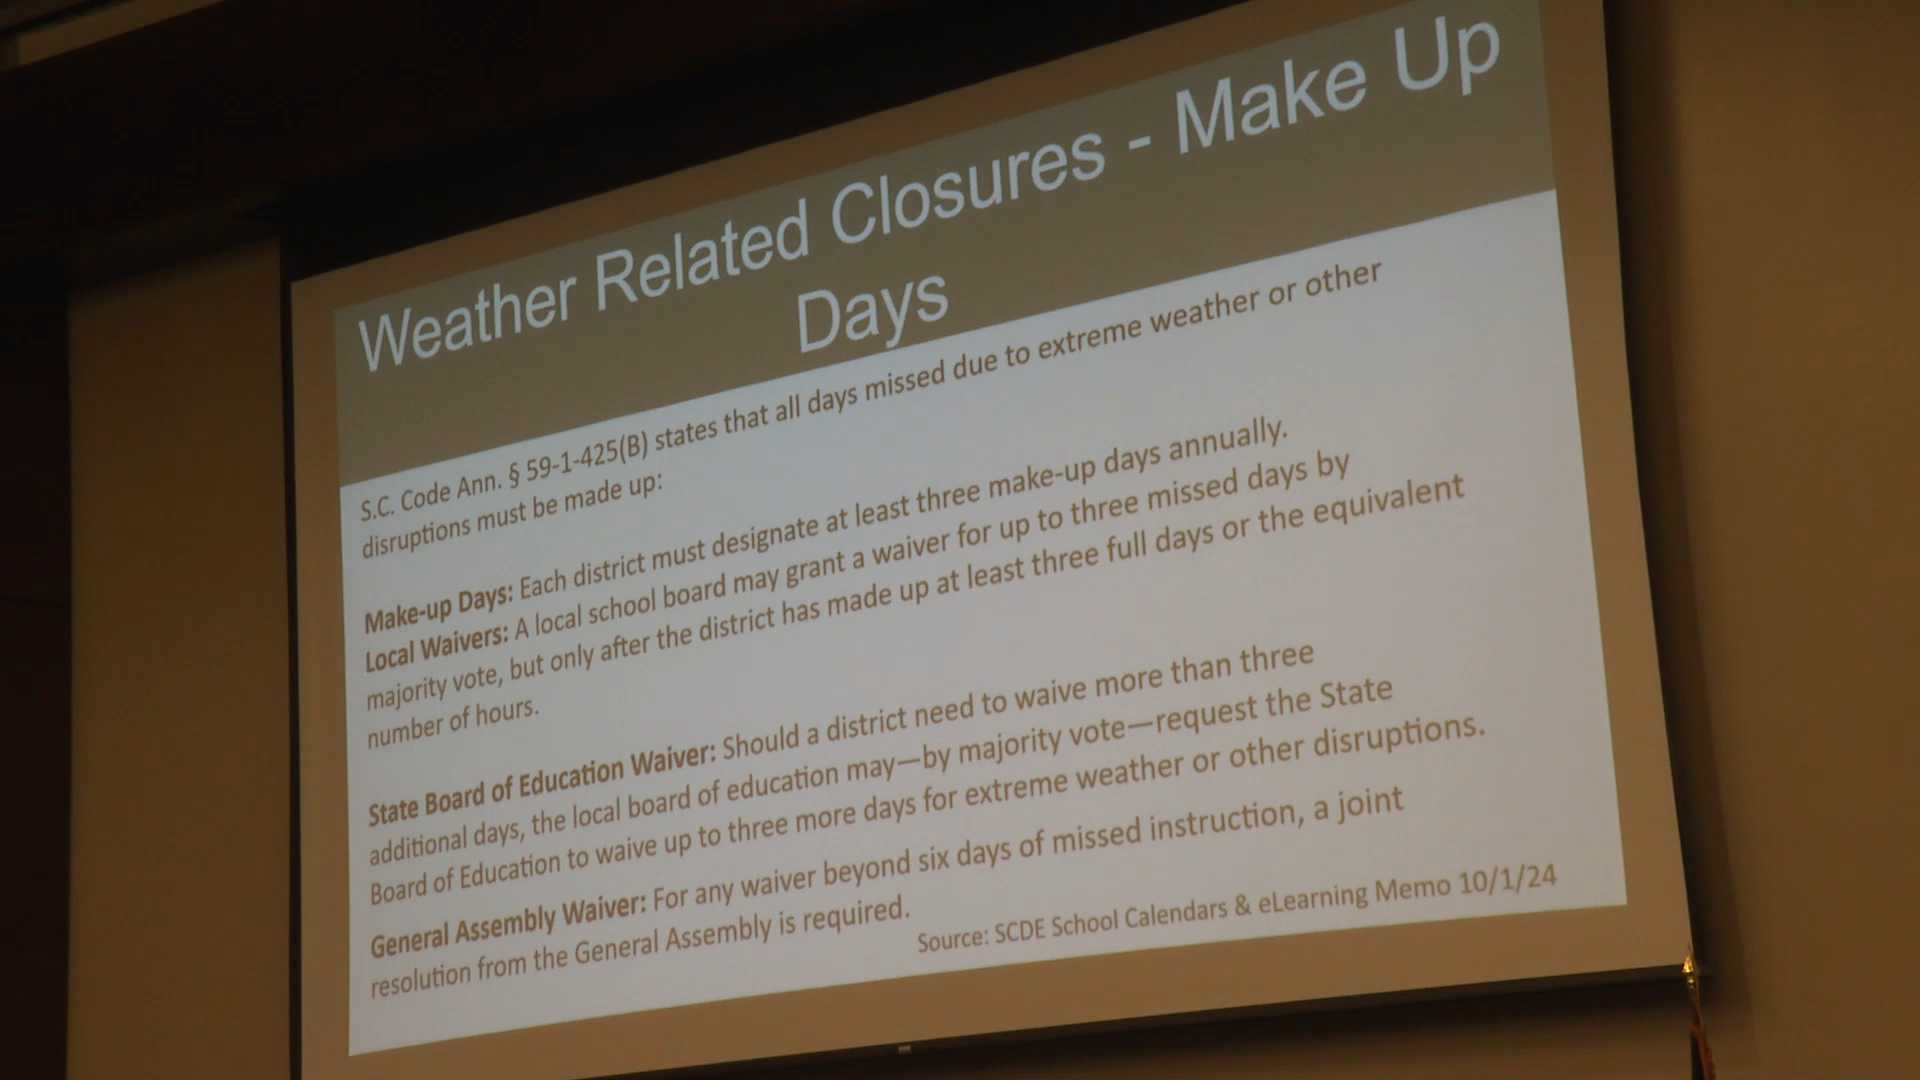 Weather Related Closures - Make Up
Days
S.C. Code Ann. § 59-1-425(B) states that all days missed due to extreme weather or other
disruptions must be made up:
Make-up Days: Each district must designate at least three make-up days annually.
Local Waivers: A local school board may grant a waiver for up to three missed days by
majority vote, but only after the district has made up at least three full days or the equivalent
number of hours.
State Board of Education Waiver: Should a district need to waive more than three
additional days, the local board of education may—by majority vote—request the State
Board of Education to waive up to three more days for extreme weather or other disruptions.
General Assembly Waiver: For any waiver beyond six days of missed instruction, a joint
resolution from the General Assembly is required.
Source: SCDE School Calendars & eLearning Memo 10/1/24